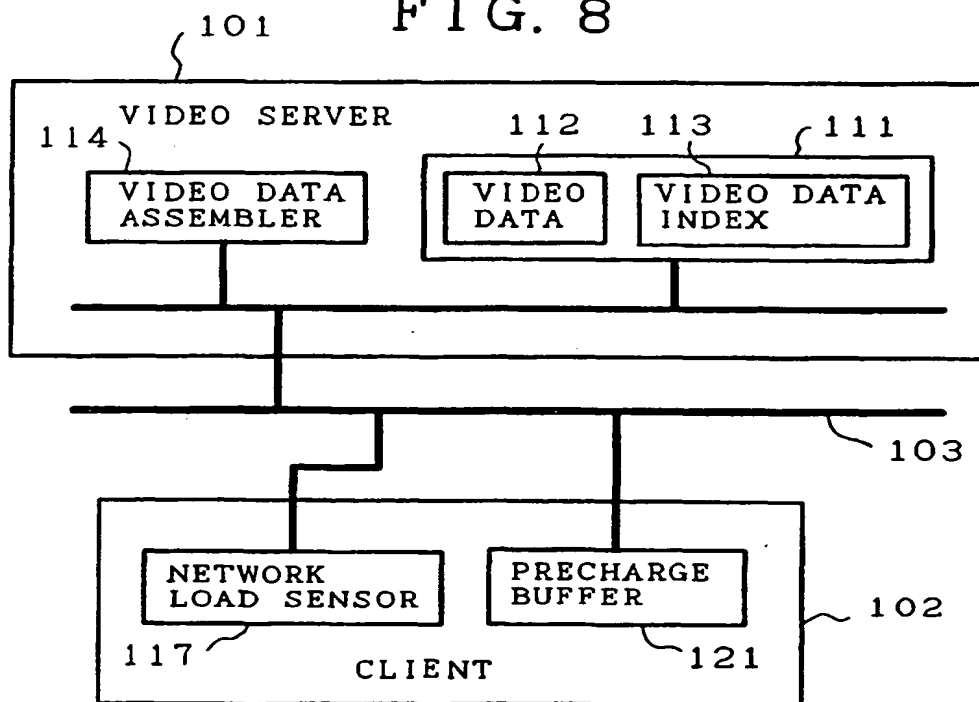 FIG. 8
101
VIDEO SERVER
114
112
113
111
VIDEO DATA
ASSEMBLER
VIDEO
DATA
VIDEO DATA
INDEX
103
NETWORK
LOAD SENSOR
PRECHARGE
BUFFER
102
117
121
CLIENT